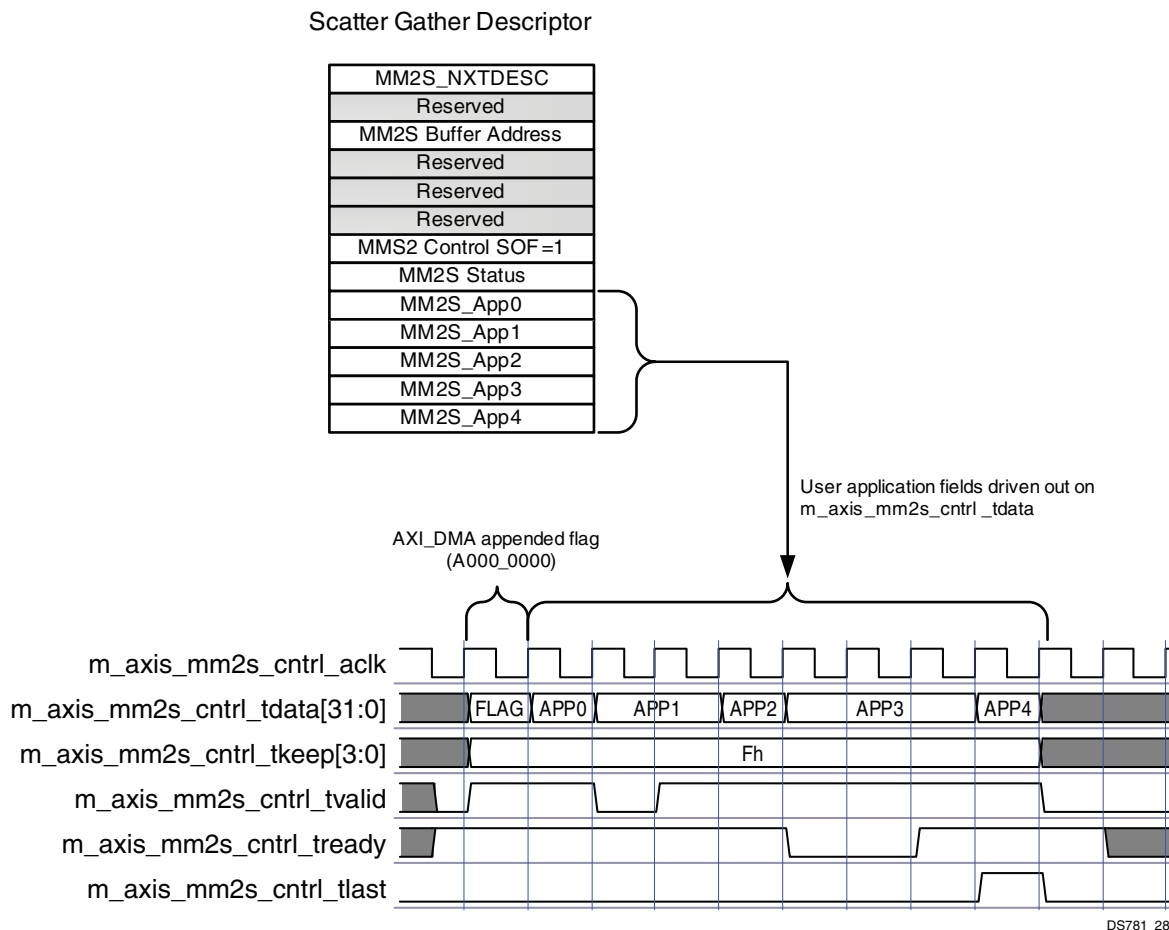 Scatter Gather Descriptor
MM2S_NXTDESC
Reserved
MM2S Buffer Address
Reserved
Reserved
Reserved
MMS2 Control SOF=1
MM2S Status
MM2S_App0
MM2S_App1
MM2S_App2
MM2S_App3
MM2S_App4
User application fields driven out on
m_axis_mm2s_cntrl _tdata
AXI_DMA appended flag
(A000_0000)
m_axis_mm2s_cntrl_aclk
m_axis_mm2s_cntrl_tdata[31:0] FLAG APP0 APP1 APP2 APP3 APP4
m_axis_mm2s_cntrl_tkeep[3:0] Fh
m_axis_mm2s_cntrl_tvalid
m_axis_mm2s_cntrl_tready
m_axis_mm2s_cntrl_tlast
DS781_28